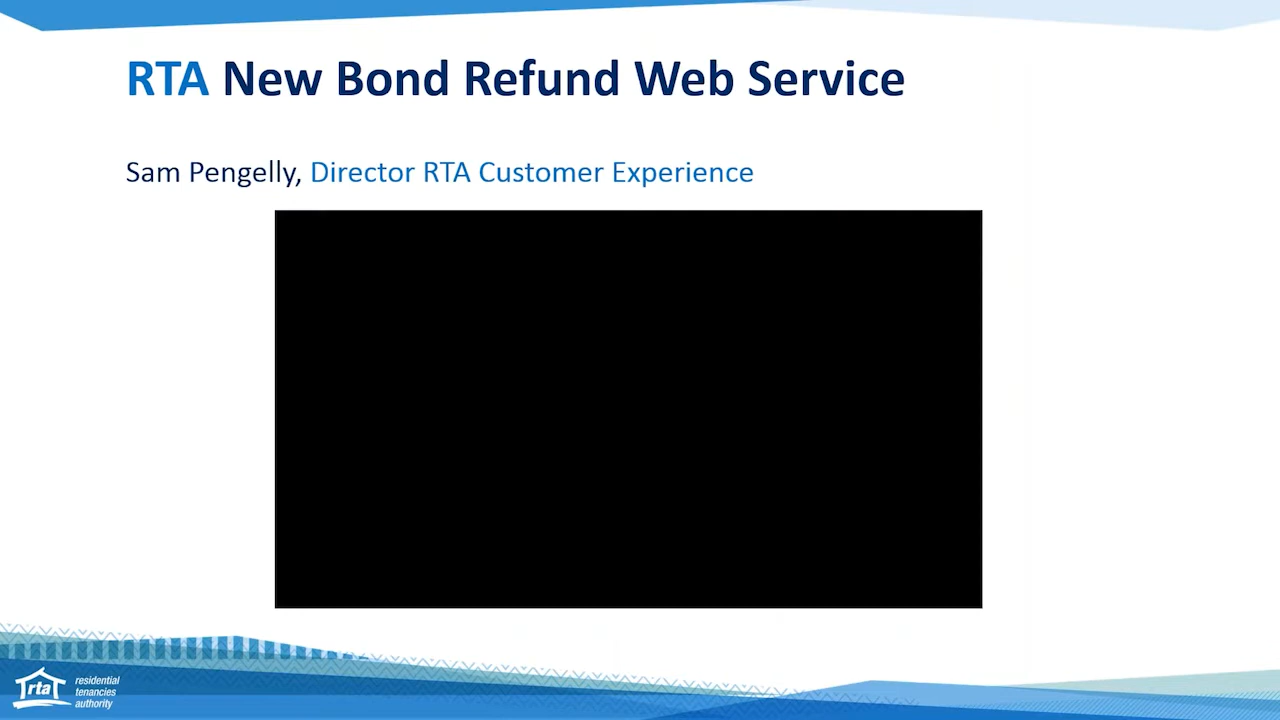 RTA New Bond Refund Web Service
Sam Pengelly, Director RTA Customer Experience
rta
residential
tenancies
authority